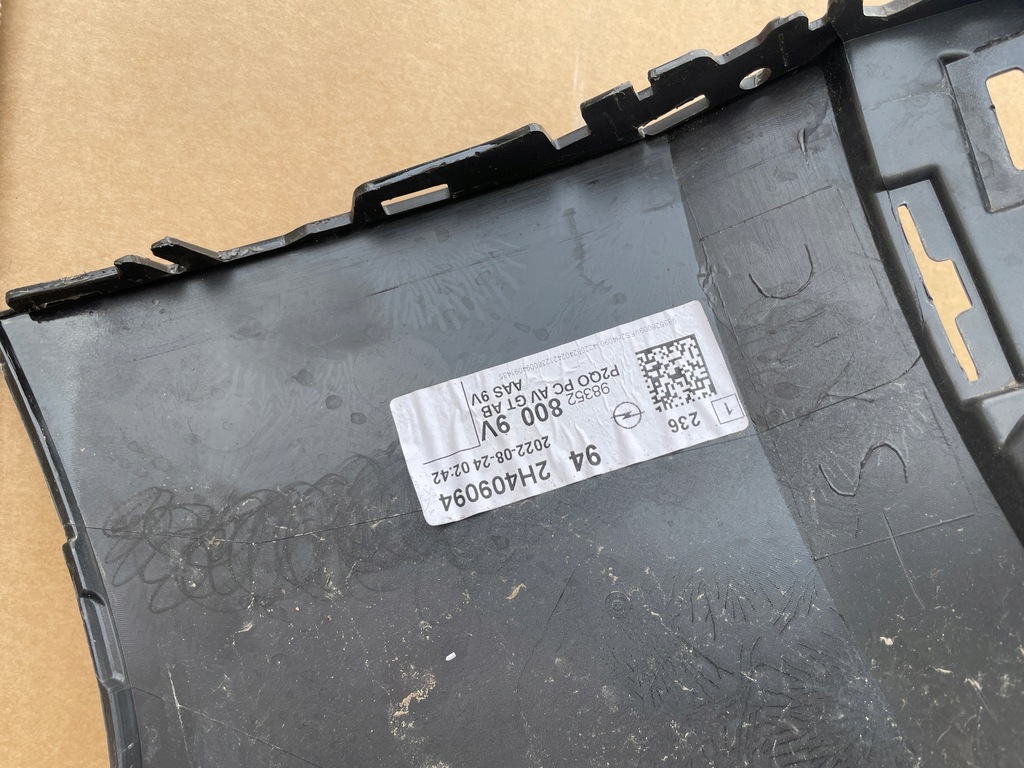 94 2H409094
236
2022-08-24 02:42
1
98352 800 9V
P2QO PC AV GT AB
AAS 9V